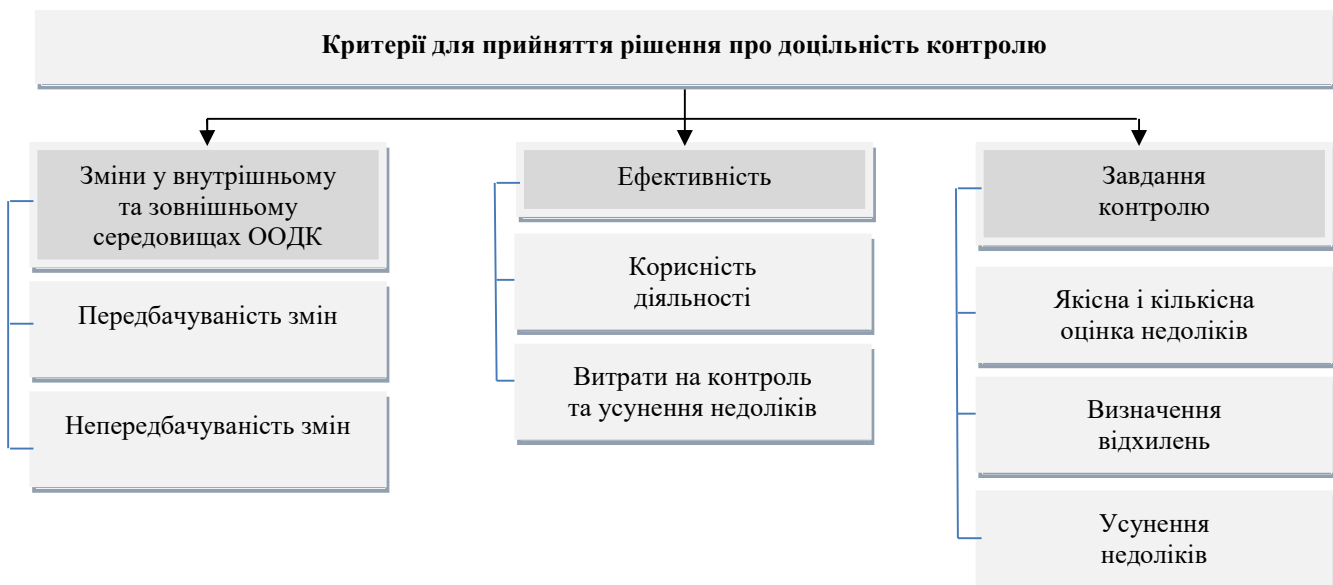 Критерії для прийняття рішення про доцільність контролю
Зміни у внутрішньому
та зовнішньому
середовищах ООДК
Передбачуваність змін
Непередбачуваність змін
Ефективність
Корисність
діяльності
Витрати на контроль
та усунення недоліків
Завдання
контролю
Якісна і кількісна
оцінка недоліків
Визначення
відхилень
Усунення
недоліків